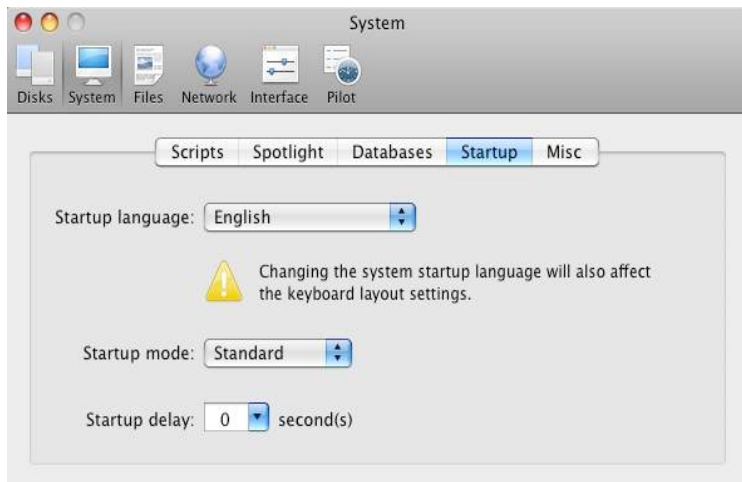 System
Disks System Files Network Interface Pilot
Scripts Spotlight Databases Startup Misc
Startup language: English
Changing the system startup language will also affect
the keyboard layout settings.
Startup mode: Standard
Startup delay: 0 second(s)